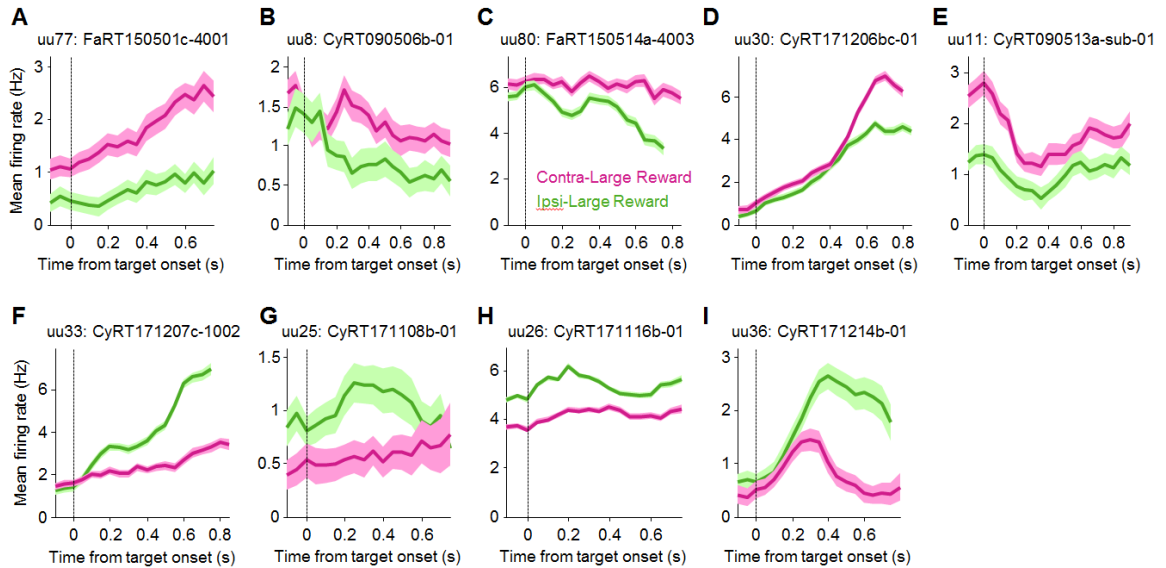 A
B
C
D
E
uu77: FaRT150501c-4001
uu8: CyRT090506b-01
uu80: FaRT150514a-4003
uu30: CyRT171206bc-01
uu11: CyRT090513a-sub-01
Mean firing rate (Hz)
3
2
1
0
0 0.2 0.4 0.6
Time from target onset (s)
2
1.5
1
0.5
0
0 0.2 0.4 0.6 0.8
Time from target onset (s)
6
4
2
0
Contra-Large Reward
Ipsi-Large Reward
0 0.2 0.4 0.6 0.8
Time from target onset (s)
6
4
2
0
0 0.2 0.4 0.6 0.8
Time from target onset (s)
3
2
1
0
0 0.2 0.4 0.6 0.8
Time from target onset (s)
F
G
H
I
uu33: CyRT171207c-1002
uu25: CyRT171108b-01
uu26: CyRT171116b-01
uu36: CyRT171214b-01
Mean firing rate (Hz)
6
4
2
0
0 0.2 0.4 0.6 0.8
Time from target onset (s)
1.5
1
0.5
0
0 0.2 0.4 0.6
Time from target onset (s)
6
4
2
0
0 0.2 0.4 0.6
Time from target onset (s)
3
2
1
0
0 0.2 0.4 0.6 0.8
Time from target onset (s)